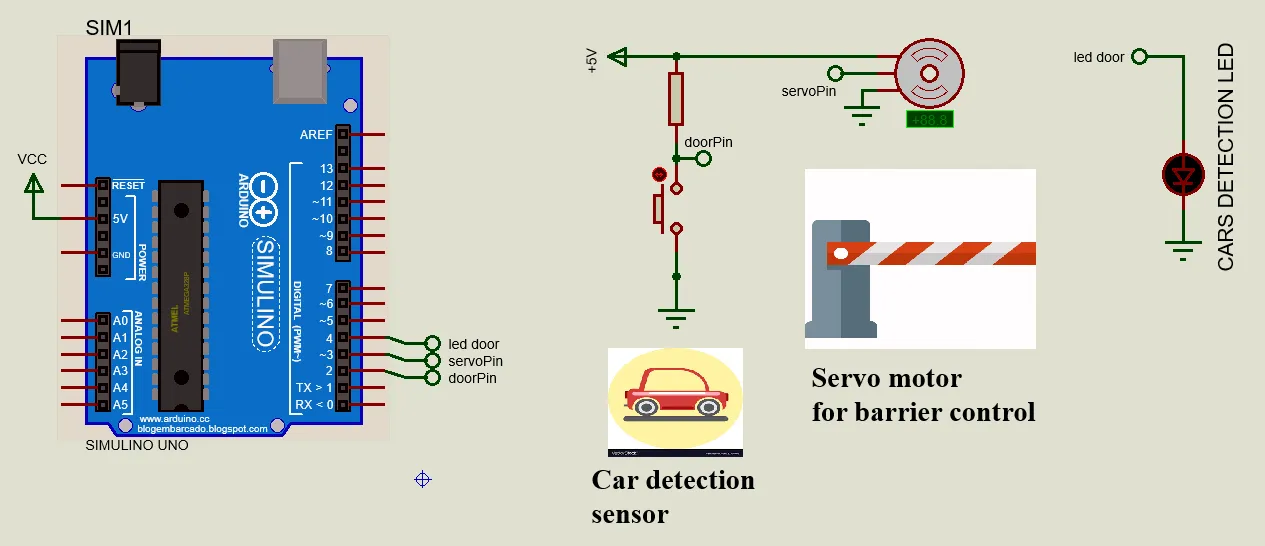 SIM1
VCC
RESET
5V
GND
POWER
A0
A1
A2
A3
A4
A5
ANALOG IN
ATMEL
ATMEGA328P
ARDUINO
SIMULINO
AREF
13
12
~11
~10
~9
8
7
~6
~5
4
~3
2
TX > 1
RX < 0
DIGITAL (PWM~)
www.arduino.cc
blogembarcado.blogspot.com
SIMULINO UNO
led door
servoPin
doorPin
+5V
servoPin
+88.8
doorPin
Car detection
sensor
Servo motor
for barrier control
led door
CARS DETECTION LED